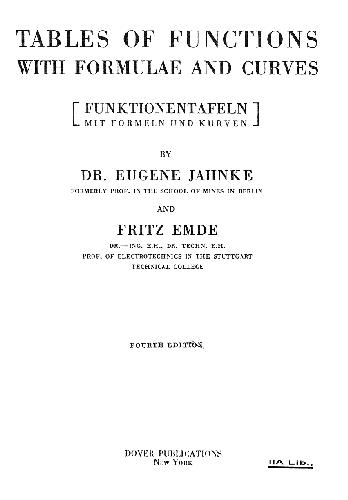 TABLES OF FUNCTIONS
WITH FORMULAE AND CURVES
[ FUNKTIONENTAFELN ]
MIT FORMELN UND KURVEN
BY
DR. EUGENE JAHNKE
FORMERLY PROF. IN THE SCHOOL OF MINES IN BERLIN
AND
FRITZ EMDE
DR.—ING. E.H., DR. TECHN. E.H.
PROF. OF ELECTROTECHNICS IN THE STUTTGART
TECHNICAL COLLEGE
FOURTH EDITION
DOVER PUBLICATIONS
NEW YORK
IIA Lib.,